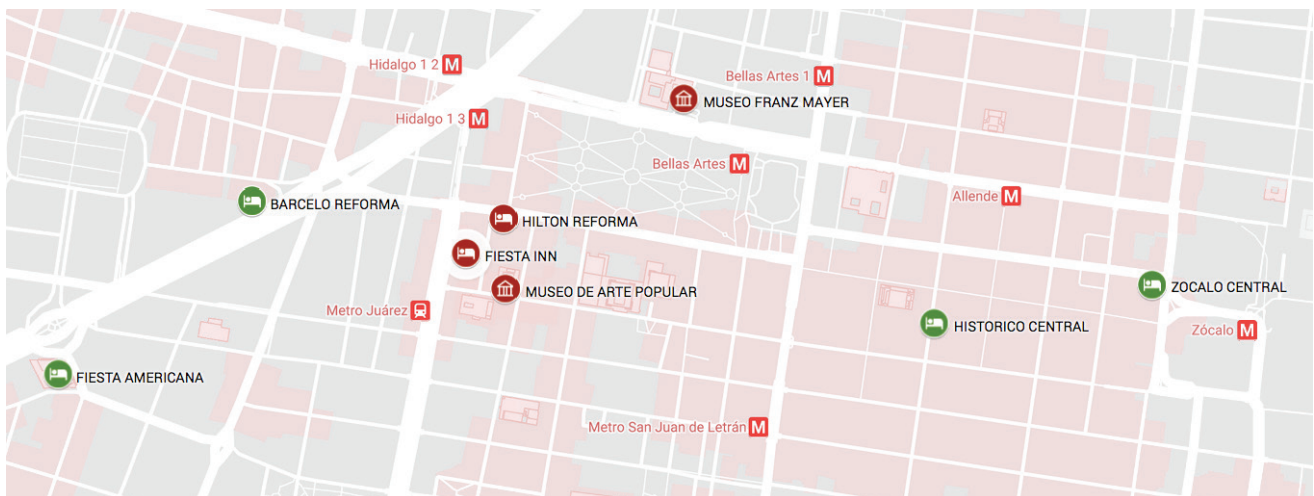 Hidalgo 1 2 M
Bellas Artes 1 M
MUSEO FRANZ MAYER
Hidalgo 1 3 M
Bellas Artes M
Allende M
BARCELO REFORMA
HILTON REFORMA
FIESTA INN
MUSEO DE ARTE POPULAR
ZOCALO CENTRAL
Metro Juárez
HISTORICO CENTRAL
Zócalo M
FIESTA AMERICANA
Metro San Juan de Letrán M